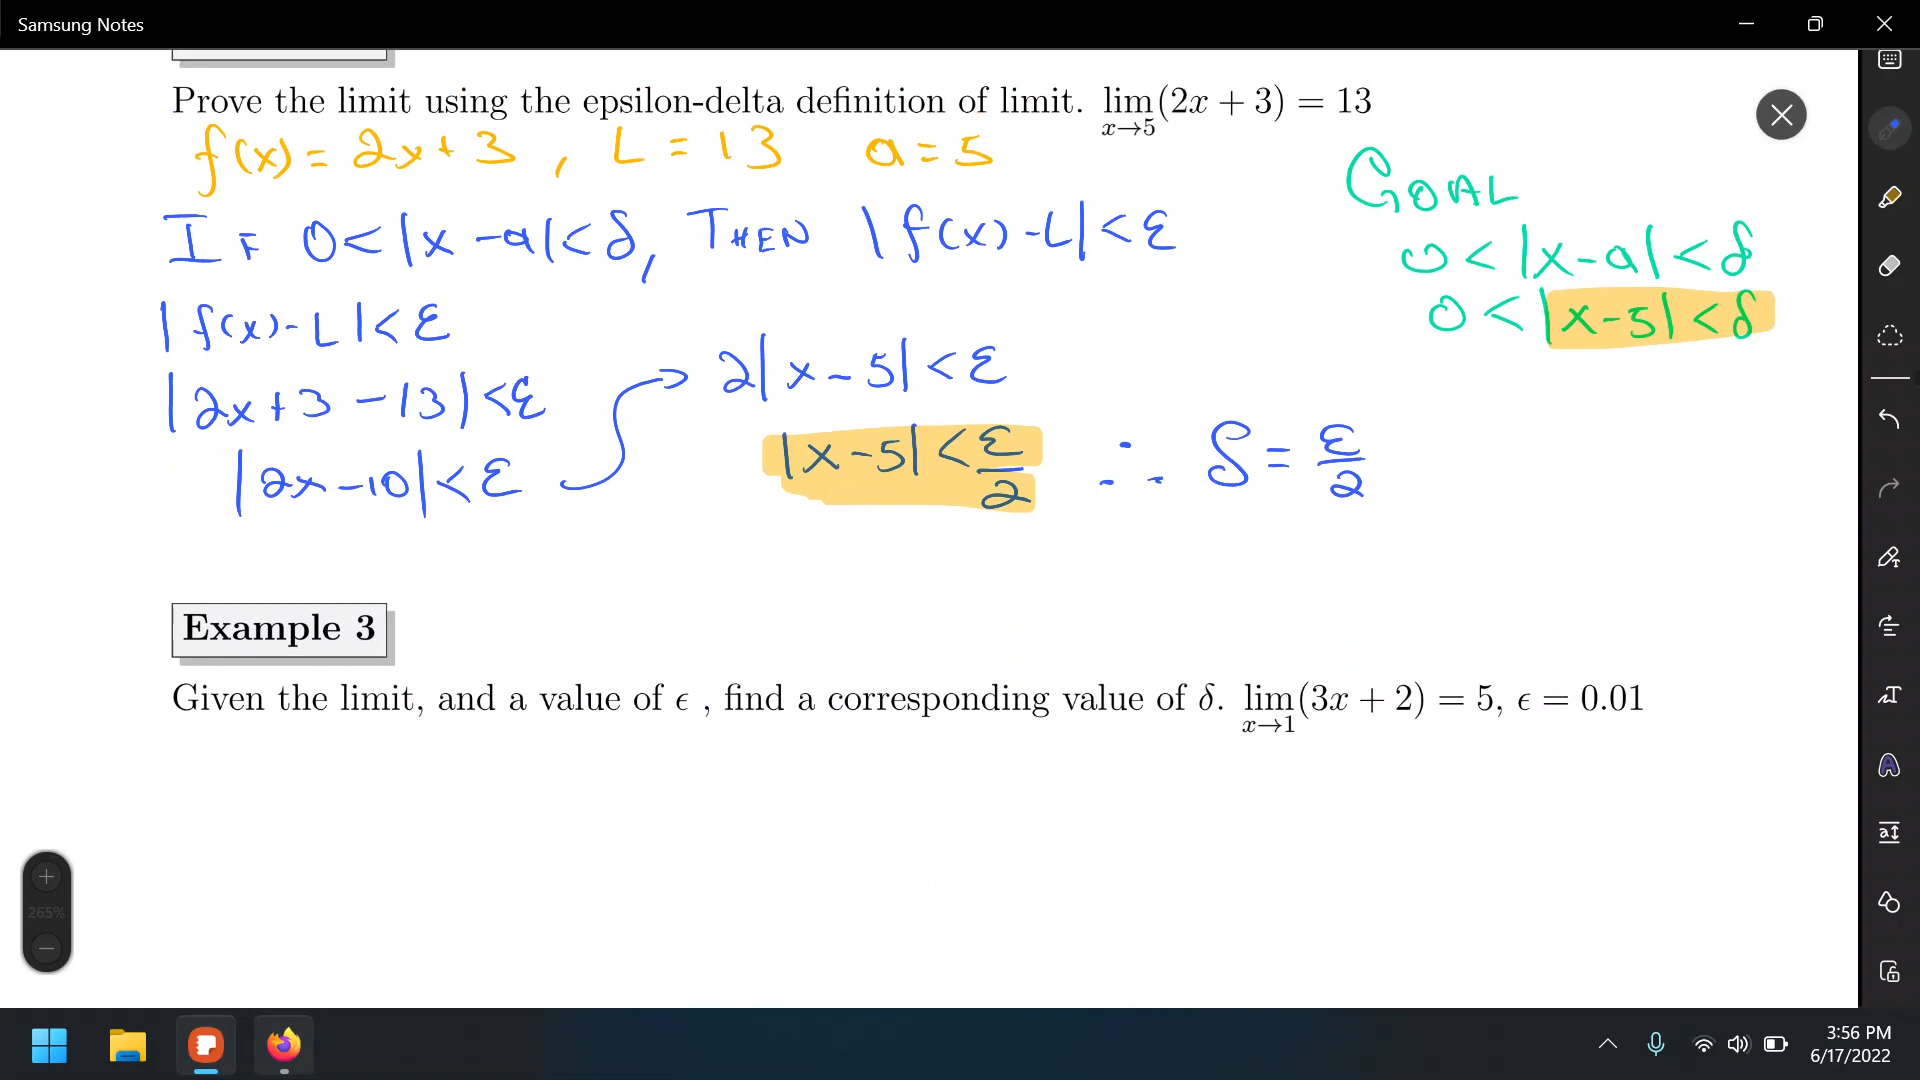 Samsung Notes
Prove the limit using the epsilon-delta definition of limit. lim x→5 (2x + 3) = 13
f(x) = 2x + 3 , L = 13 a = 5
GOAL
IF 0 < |x - a| < δ, THEN |f(x) - L| < ε
0 < |x - a| < δ
0 < |x - 5| < δ
|f(x) - L| < ε
|2x + 3 - 13| < ε
2|x - 5| < ε
|2x - 10| < ε
|x - 5| < ε/2 ∴ δ = ε/2
Example 3
Given the limit, and a value of ϵ , find a corresponding value of δ. lim x→1 (3x + 2) = 5, ϵ = 0.01
265%
3:56 PM
6/17/2022